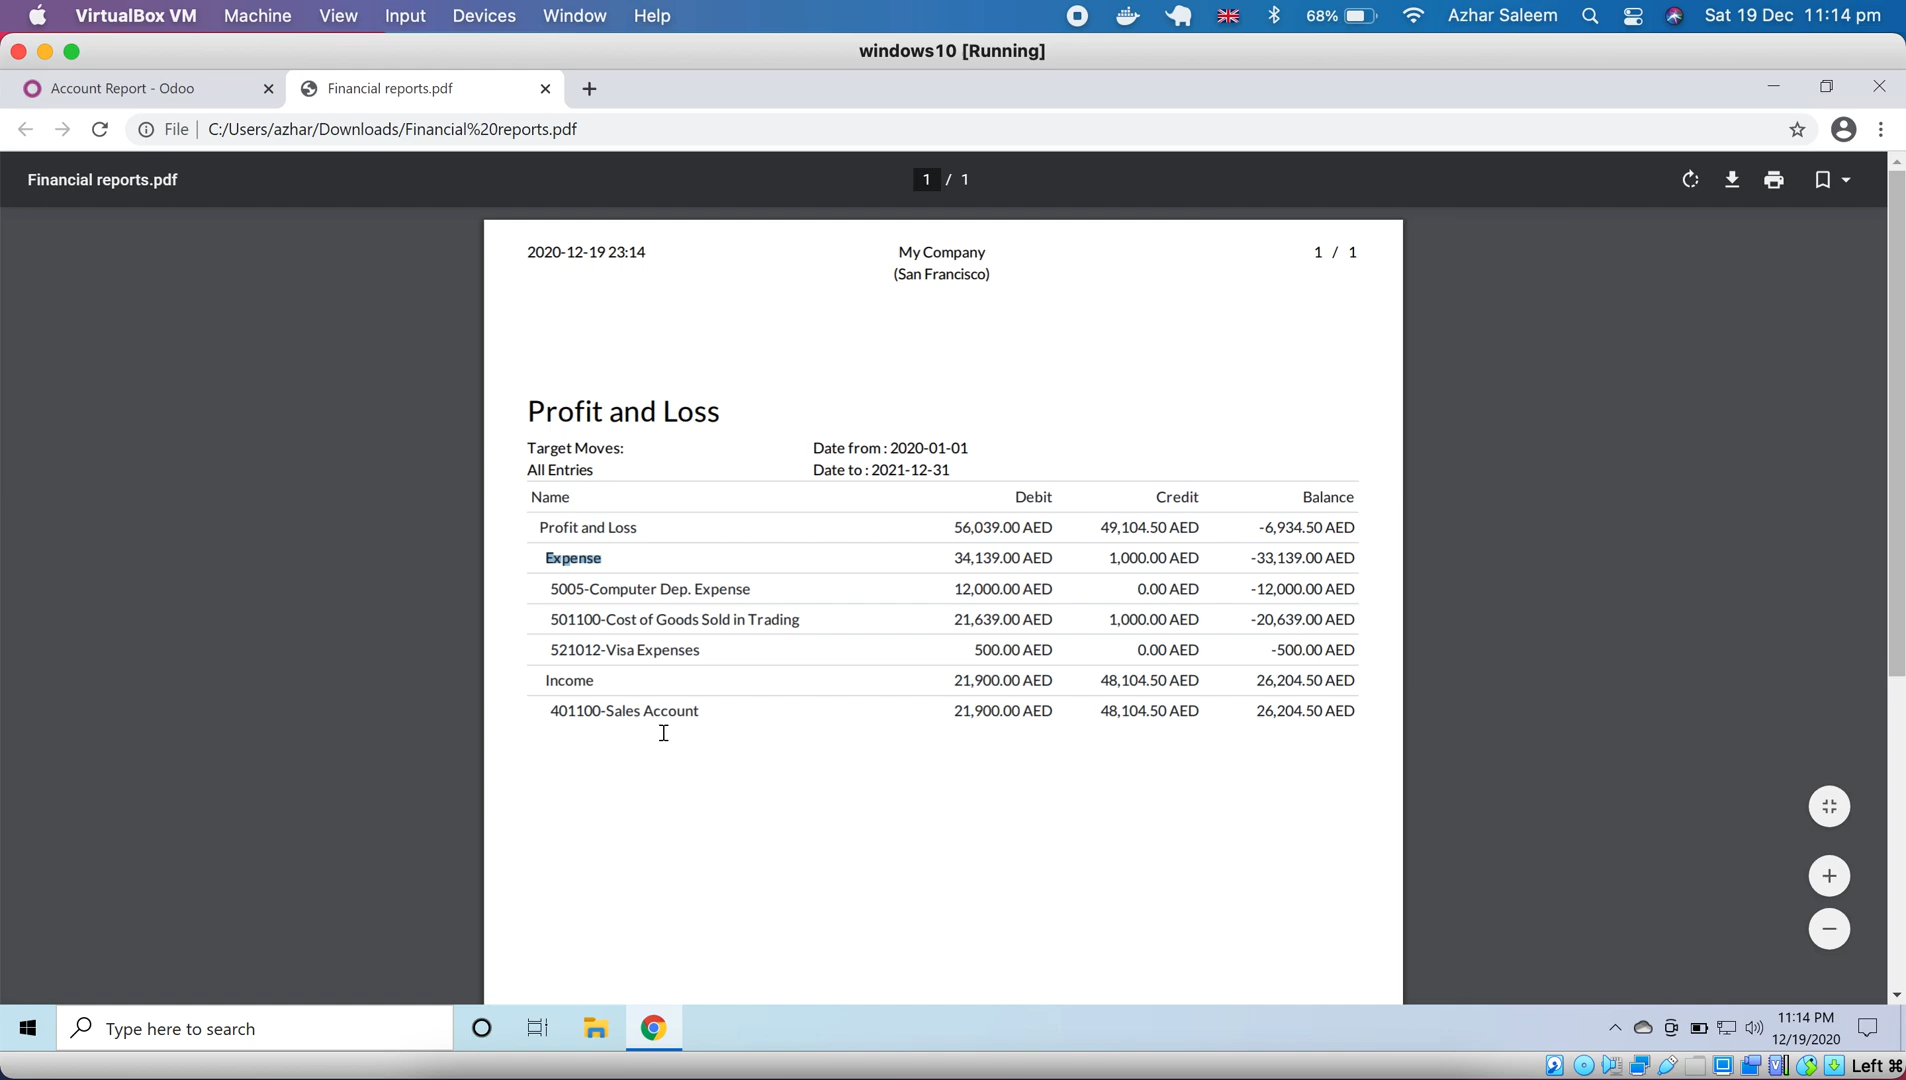 VirtualBox VM Machine View Input Devices Window Help 68% Azhar Saleem Sat 19 Dec 11:14 pm
windows10 [Running]
Account Report - Odoo Financial reports.pdf
File C:/Users/azhar/Downloads/Financial%20reports.pdf
Financial reports.pdf 1 / 1
2020-12-19 23:14 My Company 1 / 1
(San Francisco)
Profit and Loss
Target Moves: Date from : 2020-01-01
All Entries Date to : 2021-12-31
Name Debit Credit Balance
Profit and Loss 56,039.00 AED 49,104.50 AED -6,934.50 AED
Expense 34,139.00 AED 1,000.00 AED -33,139.00 AED
5005-Computer Dep. Expense 12,000.00 AED 0.00 AED -12,000.00 AED
501100-Cost of Goods Sold in Trading 21,639.00 AED 1,000.00 AED -20,639.00 AED
521012-Visa Expenses 500.00 AED 0.00 AED -500.00 AED
Income 21,900.00 AED 48,104.50 AED 26,204.50 AED
401100-Sales Account 21,900.00 AED 48,104.50 AED 26,204.50 AED
Type here to search
11:14 PM
12/19/2020
Left ⌘